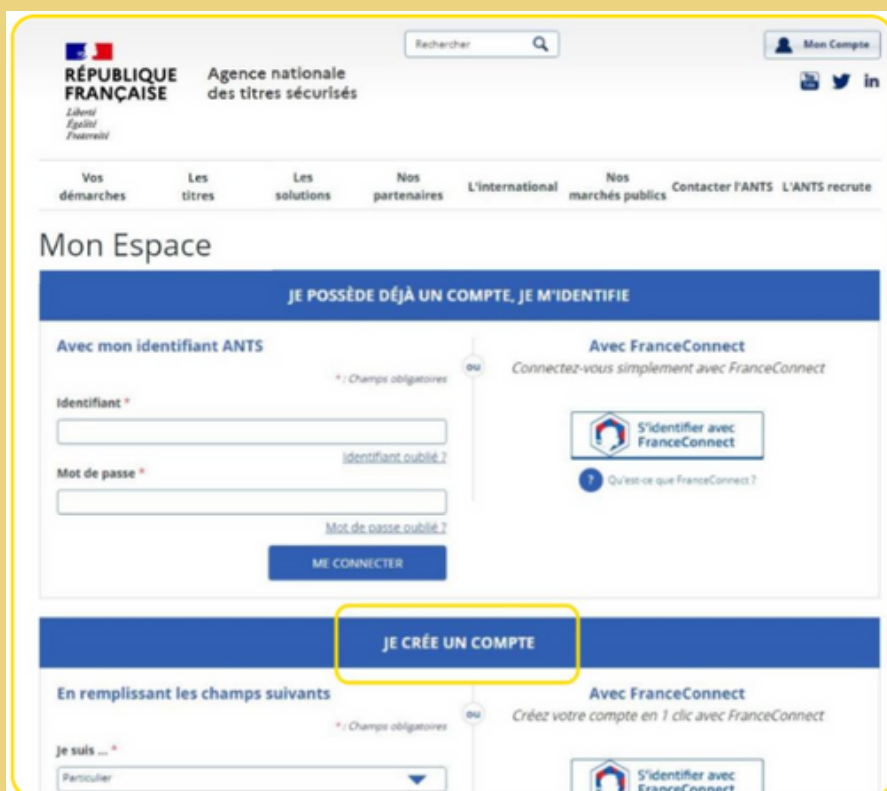 Rechercher
Mon Compte
RÉPUBLIQUE
FRANÇAISE
Liberté
Égalité
Fraternité
Agence nationale
des titres sécurisés
You
Tube
in
Vos
démarches
Les
titres
Les
solutions
Nos
partenaires
L'international
Nos
marchés publics
Contacter l'ANTS
L'ANTS recrute
Mon Espace
JE POSSÈDE DÉJÀ UN COMPTE, JE M'IDENTIFIE
Avec mon identifiant ANTS
* : Champs obligatoires
Identifiant *
Identifiant oublié ?
Mot de passe *
Mot de passe oublié ?
ME CONNECTER
ou
Avec FranceConnect
Connectez-vous simplement avec FranceConnect
S'identifier avec
FranceConnect
? Qu'est-ce que FranceConnect ?
JE CRÉE UN COMPTE
En remplissant les champs suivants
* : Champs obligatoires
Je suis ... *
Particulier
ou
Avec FranceConnect
Créez votre compte en 1 clic avec FranceConnect
S'identifier avec
FranceConnect